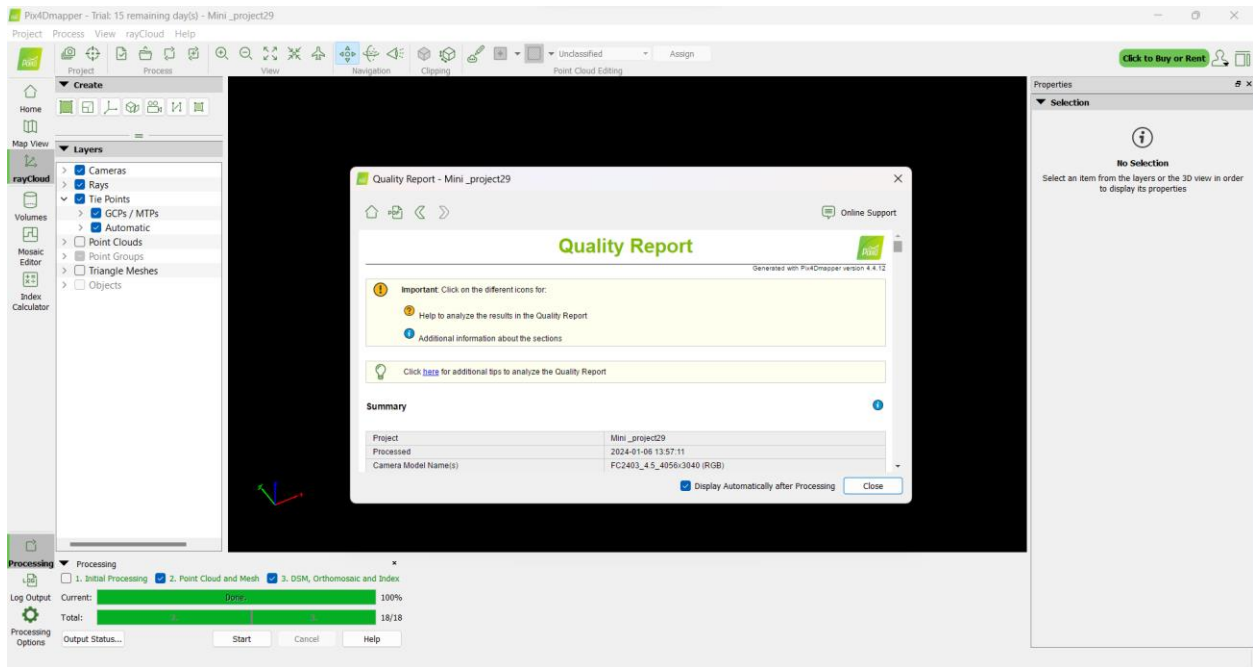 Pix4Dmapper - Trial: 15 remaining day(s) - Mini _project29
Project Process View rayCloud Help
Unclassified Assign
Click to Buy or Rent
Project Process View Navigation Clipping Point Cloud Editing
Home
Map View
rayCloud
Volumes
Mosaic
Editor
Index
Calculator
Create
Layers
Cameras
Rays
Tie Points
GCPs / MTPs
Automatic
Point Clouds
Point Groups
Triangle Meshes
Objects
Quality Report - Mini _project29
PDF
Online Support
Quality Report
Generated with Pix4Dmapper version 4.4.12
Important: Click on the different icons for:
Help to analyze the results in the Quality Report
Additional information about the sections
Click here for additional tips to analyze the Quality Report
Summary
Project Mini _project29
Processed 2024-01-06 13:57:11
Camera Model Name(s) FC2403_4.5_4056x3040 (RGB)
Display Automatically after Processing Close
Properties
Selection
No Selection
Select an item from the layers or the 3D view in order
to display its properties
Processing
Log Output
Processing
Options
Processing
1. Initial Processing 2. Point Cloud and Mesh 3. DSM, Orthomosaic and Index
Current: Done. 100%
Total: 2. 3. 18/18
Output Status... Start Cancel Help